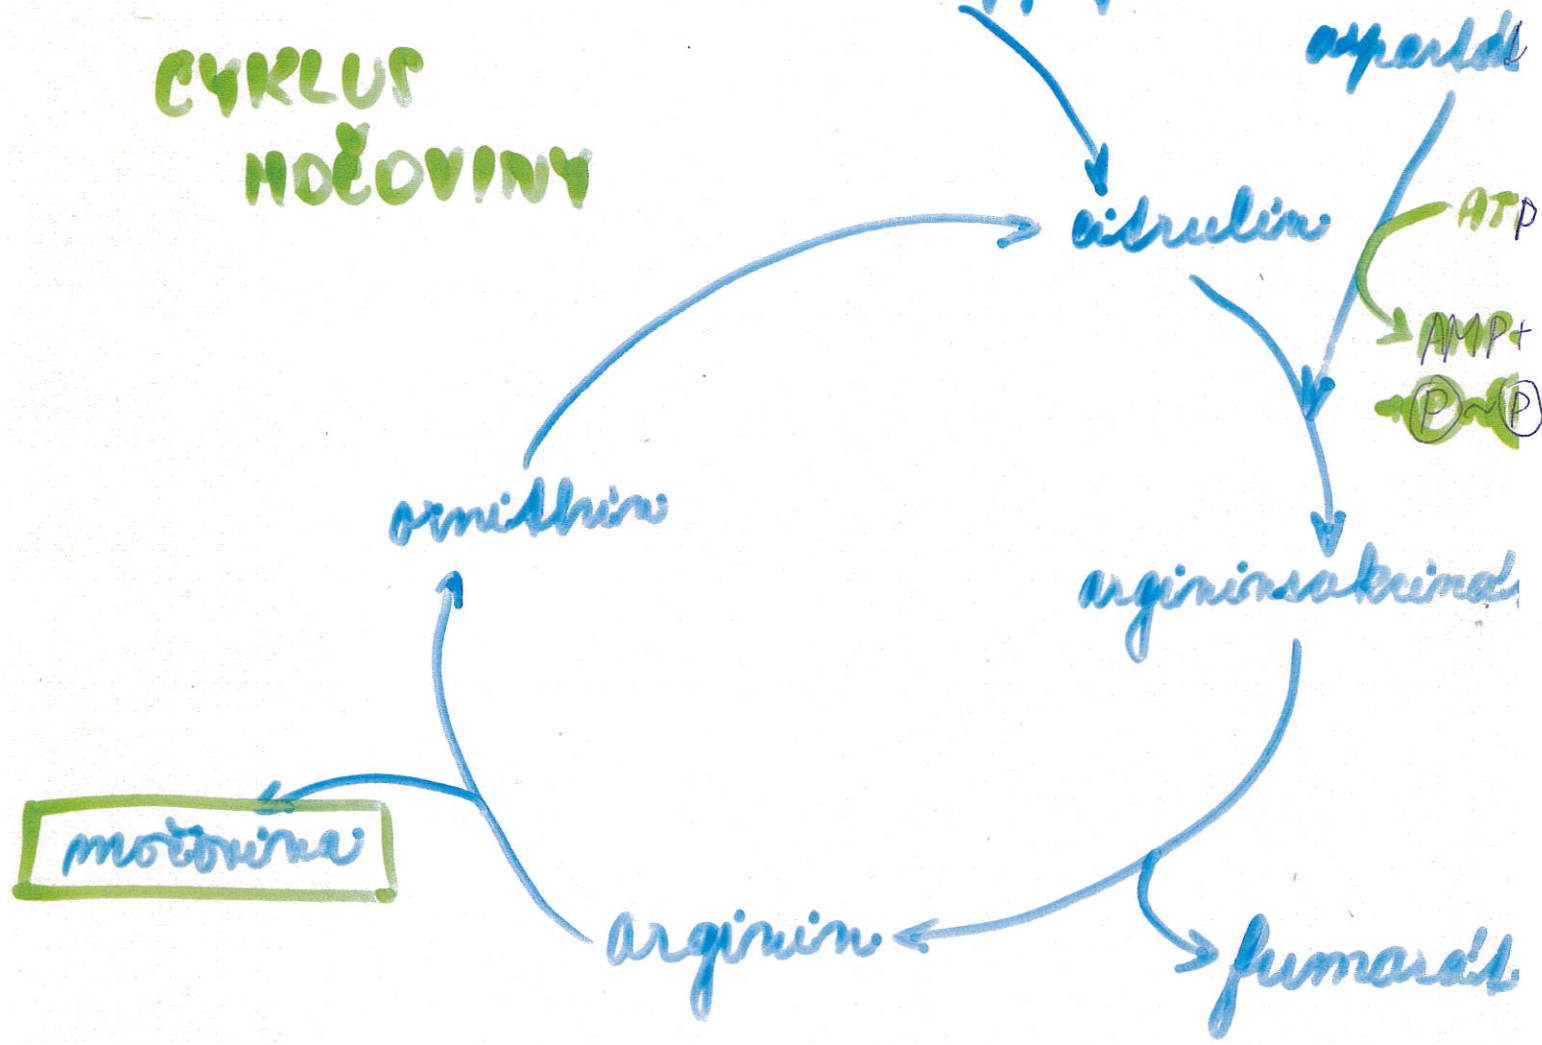 CYKLUS
MOČOVINY
aspartát
citrulin
ATP
AMP+
P~P
ornithin
argininsukcinát
močovina
arginin
fumarát